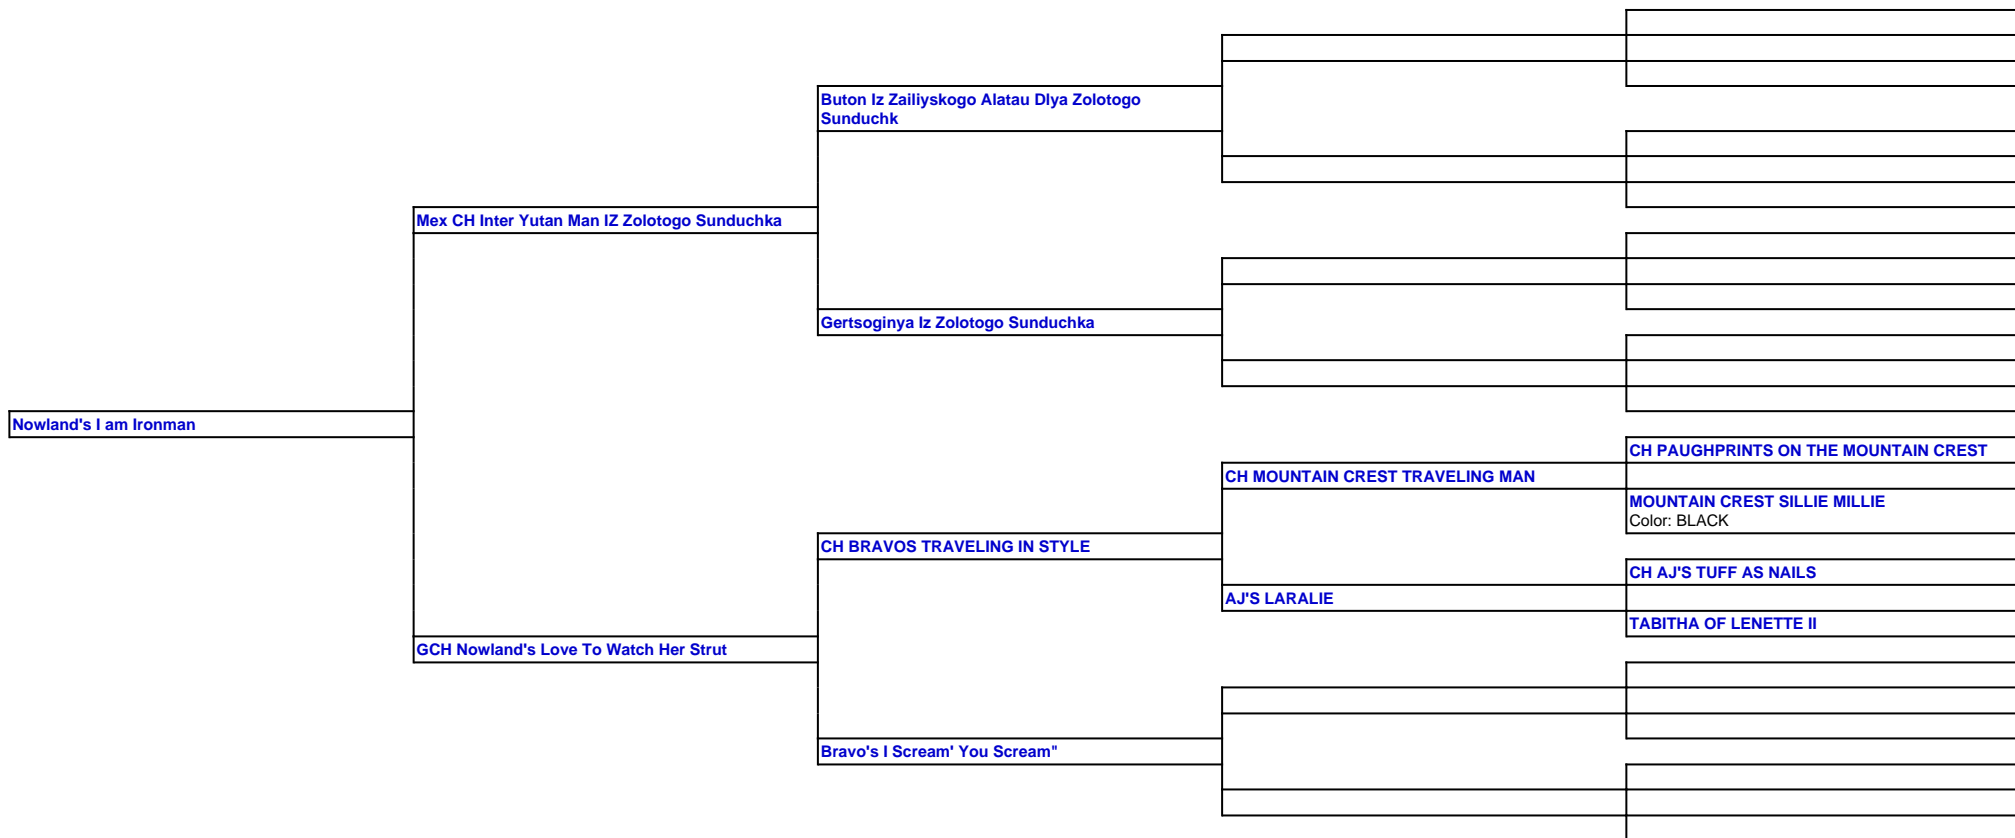 Buton Iz Zailiyskogo Alatau Dlya Zolotogo
Sunduchk
Mex CH Inter Yutan Man IZ Zolotogo Sunduchka
Gertsoginya Iz Zolotogo Sunduchka
Nowland's I am Ironman
CH PAUGHPRINTS ON THE MOUNTAIN CREST
CH MOUNTAIN CREST TRAVELING MAN
MOUNTAIN CREST SILLIE MILLIE
Color: BLACK
CH BRAVOS TRAVELING IN STYLE
CH AJ'S TUFF AS NAILS
AJ'S LARALIE
TABITHA OF LENETTE II
GCH Nowland's Love To Watch Her Strut
Bravo's I Scream' You Scream"